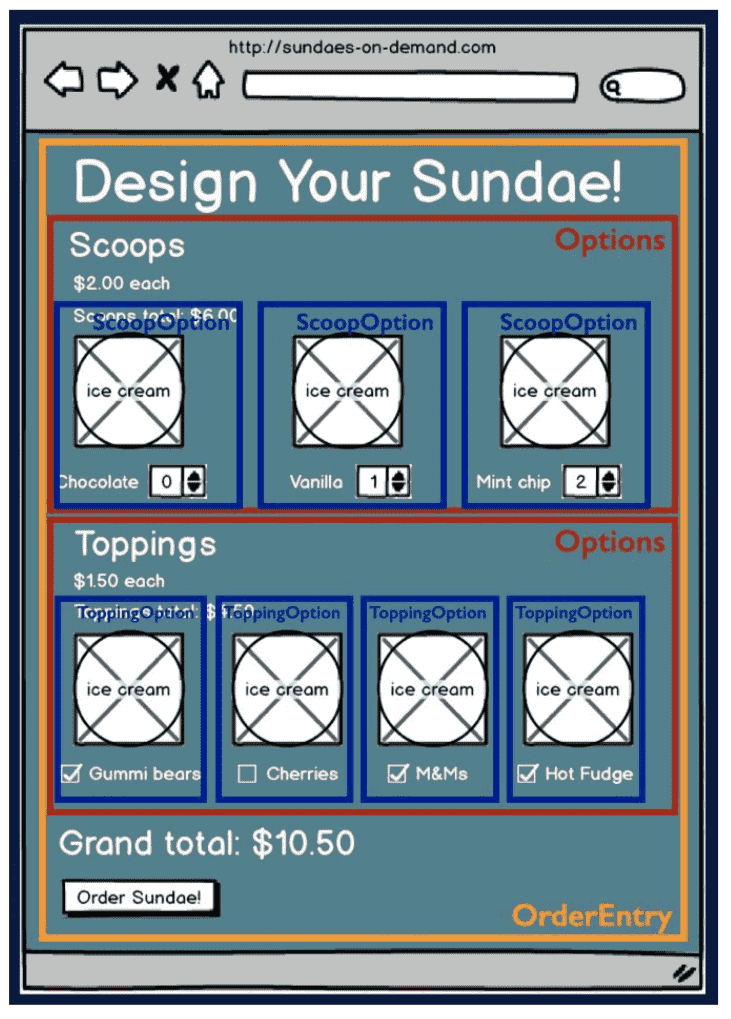 http://sundaes-on-demand.com
Design Your Sundae!
Scoops
Options
$2.00 each
Scoops total: $6.00
ScoopOption ScoopOption ScoopOption
ice cream ice cream ice cream
Chocolate 0 Vanilla 1 Mint chip 2
Toppings
Options
$1.50 each
Toppings total: $
ToppingOption ToppingOption ToppingOption ToppingOption
ice cream ice cream ice cream ice cream
Gummi bears Cherries M&Ms Hot Fudge
Grand total: $10.50
Order Sundae!
OrderEntry